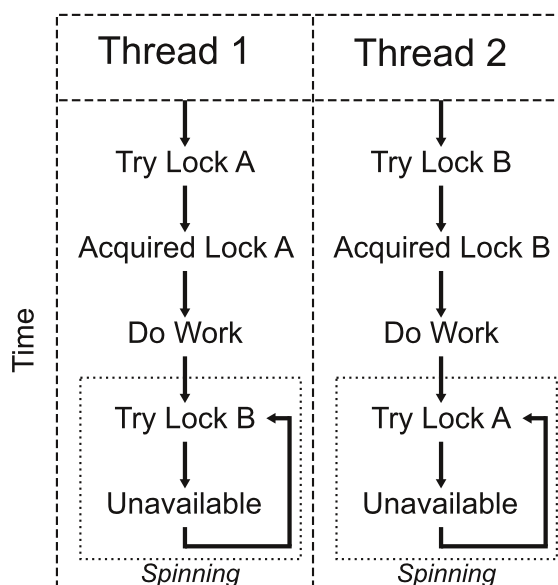 Thread 1
Thread 2
Try Lock A
Try Lock B
Acquired Lock A
Acquired Lock B
Do Work
Do Work
Time
Try Lock B
Try Lock A
Unavailable
Unavailable
Spinning
Spinning